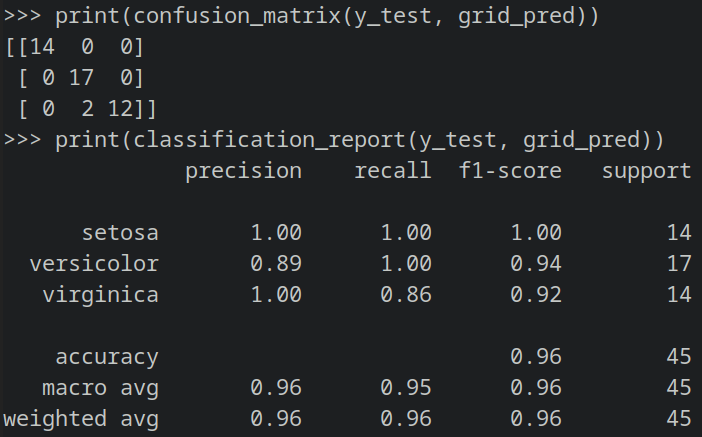 >>> print(confusion_matrix(y_test, grid_pred))
[[14  0  0]
 [ 0 17  0]
 [ 0  2 12]]
>>> print(classification_report(y_test, grid_pred))
              precision    recall  f1-score   support

      setosa       1.00      1.00      1.00        14
  versicolor       0.89      1.00      0.94        17
   virginica       1.00      0.86      0.92        14

    accuracy                           0.96        45
   macro avg       0.96      0.95      0.96        45
weighted avg       0.96      0.96      0.96        45